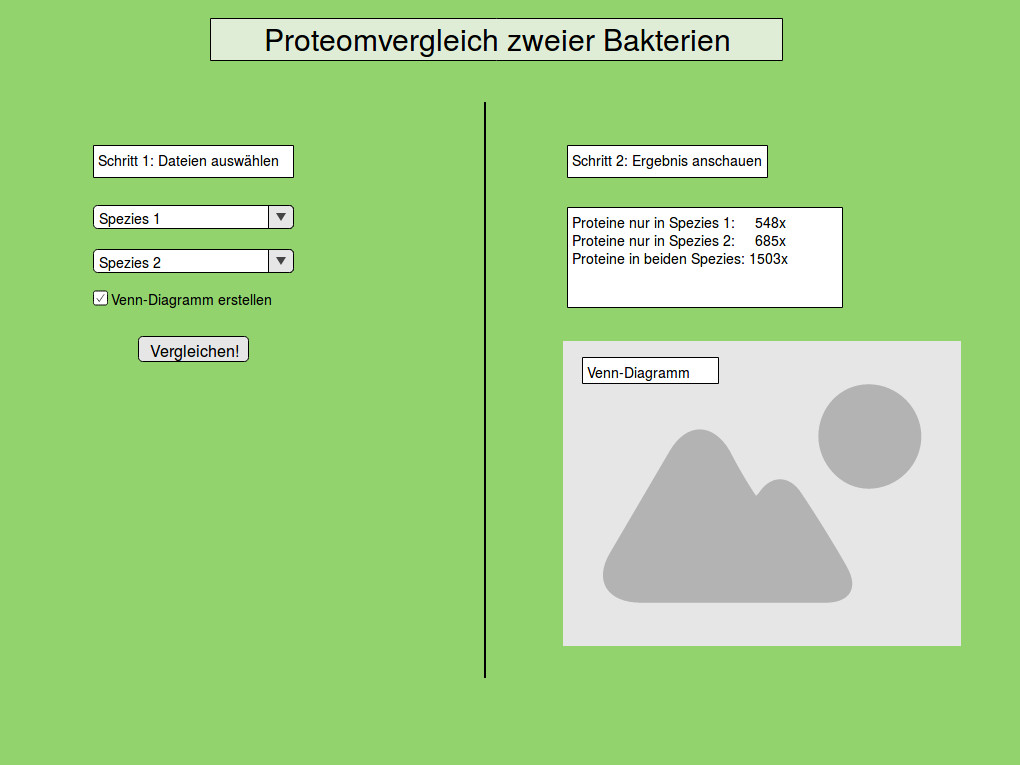 Proteomvergleich zweier Bakterien
Schritt 1: Dateien auswählen
Spezies 1
Spezies 2
Venn-Diagramm erstellen
Vergleichen!
Schritt 2: Ergebnis anschauen
Proteine nur in Spezies 1: 548x
Proteine nur in Spezies 2: 685x
Proteine in beiden Spezies: 1503x
Venn-Diagramm